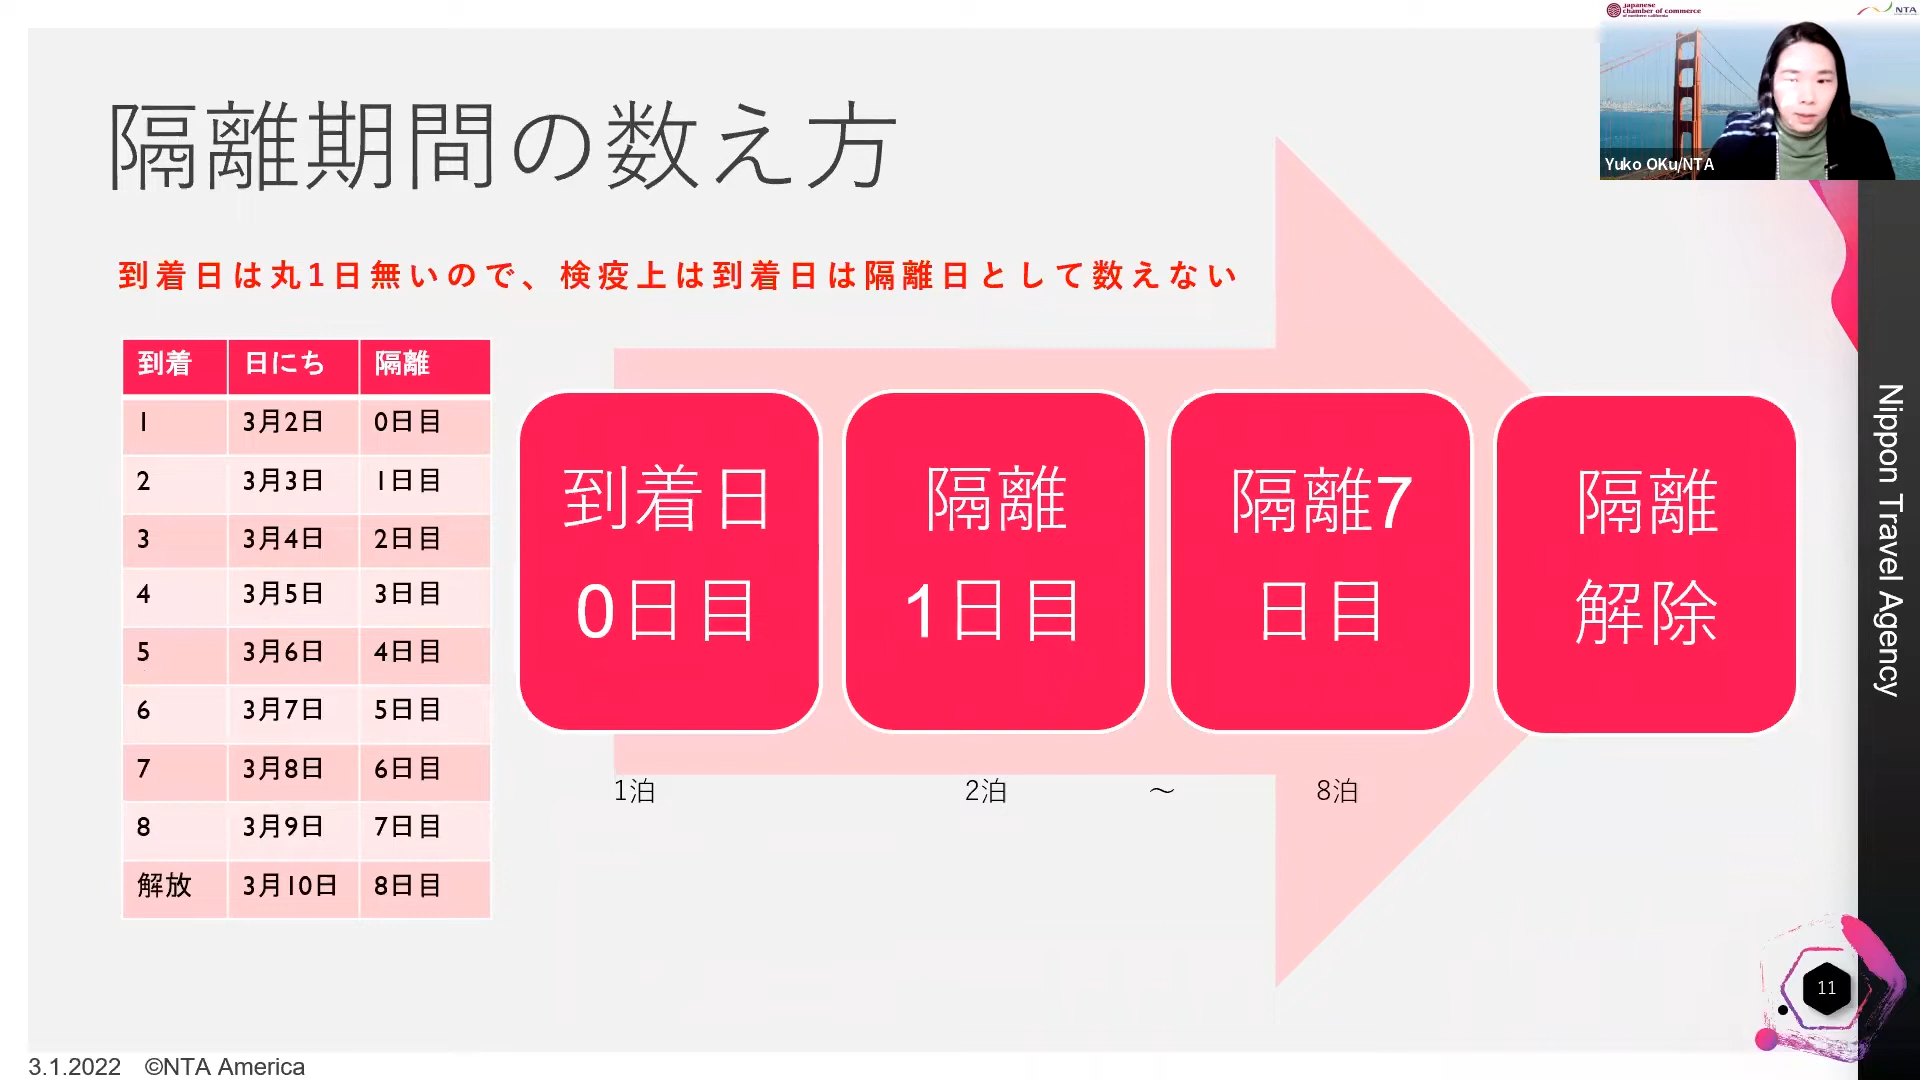 japanese
chamber of commerce
of northern california
NTA
Yuko OKu/NTA
隔離期間の数え方
到着日は丸1日無いので、検疫上は到着日は隔離日として数えない
到着 日にち 隔離
1 3月2日 0日目
2 3月3日 1日目
3 3月4日 2日目
4 3月5日 3日目
5 3月6日 4日目
6 3月7日 5日目
7 3月8日 6日目
8 3月9日 7日目
解放 3月10日 8日目
到着日
0日目
隔離
1日目
隔離7
日目
隔離
解除
1泊 2泊 ～ 8泊
Nippon Travel Agency
11
3.1.2022 ©NTA America